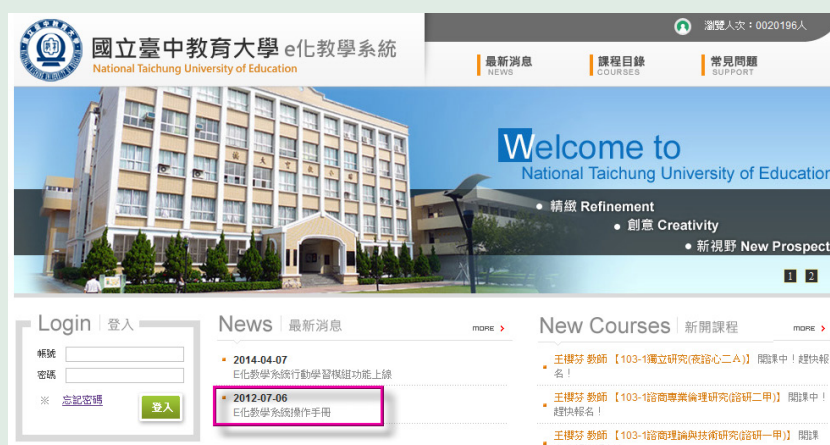 瀏覽人次：0020196人
國立臺中教育大學 e化教學系統
National Taichung University of Education
最新消息
NEWS
課程目錄
COURSES
常見問題
SUPPORT
Welcome to
National Taichung University of Education
● 精緻 Refinement
● 創意 Creativity
● 新視野 New Prospect
1 2
Login 登入
帳號
密碼
※ 忘記密碼
登入
News 最新消息
MORE
2014-04-07
E化教學系統行動學習模組功能上線
2012-07-06
E化教學系統操作手冊
New Courses 新開課程
MORE
王櫻芬 教師 【103-1獨立研究(夜諮心二A)】 開課中！趕快報
名！
王櫻芬 教師 【103-1諮商專業倫理研究(諮研二甲)】 開課中！
趕快報名！
王櫻芬 教師 【103-1諮商理論與技術研究(諮研一甲)】 開課